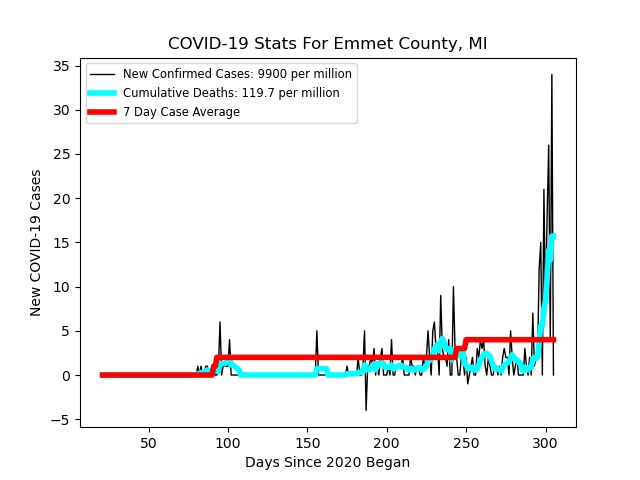 COVID-19 Stats For Emmet County, MI
New Confirmed Cases: 9900 per million
Cumulative Deaths: 119.7 per million
7 Day Case Average
New COVID-19 Cases
35
30
25
20
15
10
5
0
−5
50 100 150 200 250 300
Days Since 2020 Began